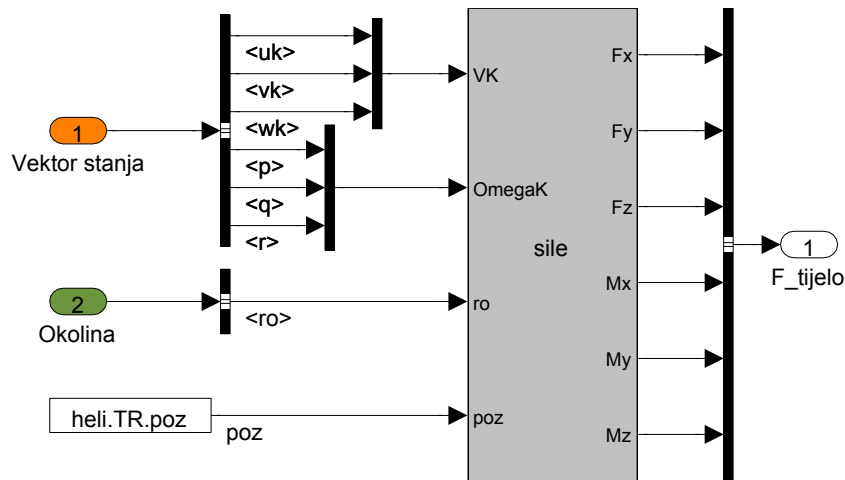 1
Vektor stanja
<uk>
<vk>
<wk>
<p>
<q>
<r>
2
Okolina
<ro>
heli.TR.poz
poz
VK
OmegaK
ro
poz
sile
Fx
Fy
Fz
Mx
My
Mz
1
F_tijelo